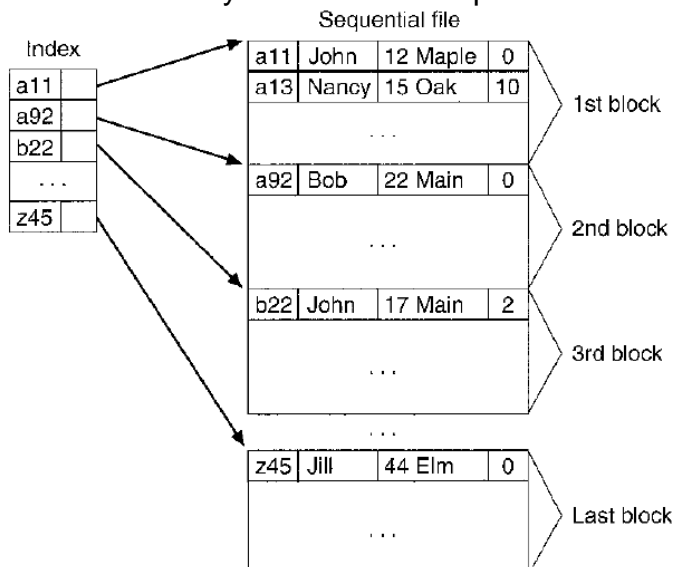 Sequential file
Index
a11
a92
b22
...
z45
a11 John 12 Maple 0
a13 Nancy 15 Oak 10
...
1st block
a92 Bob 22 Main 0
...
2nd block
b22 John 17 Main 2
...
3rd block
...
z45 Jill 44 Elm 0
...
Last block